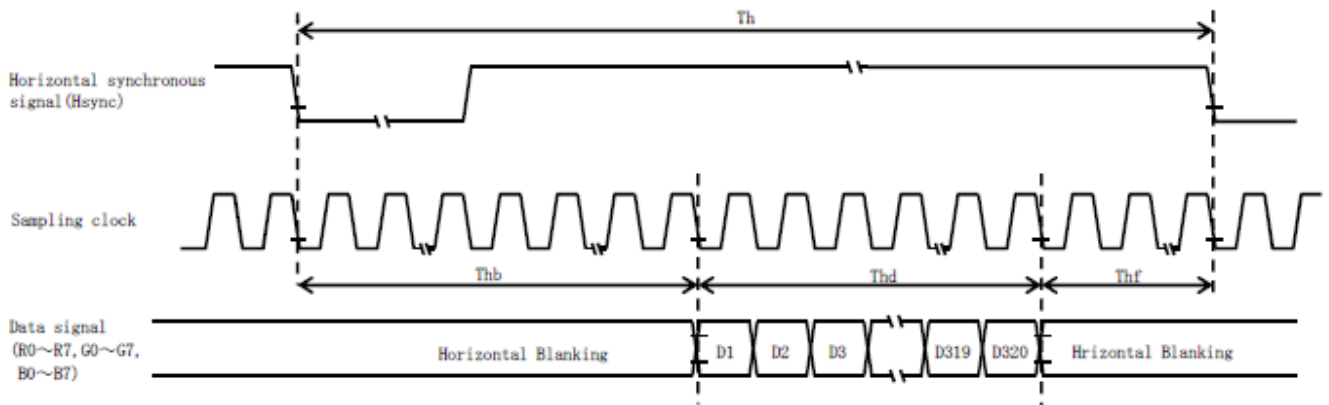 Th
Horizontal synchronous
signal(Hsync)
Sampling clock
Thb
Thd
Thf
Data signal
(R0～R7,G0～G7,
B0～B7)
Horizontal Blanking
D1
D2
D3
D319
D320
Hrizontal Blanking